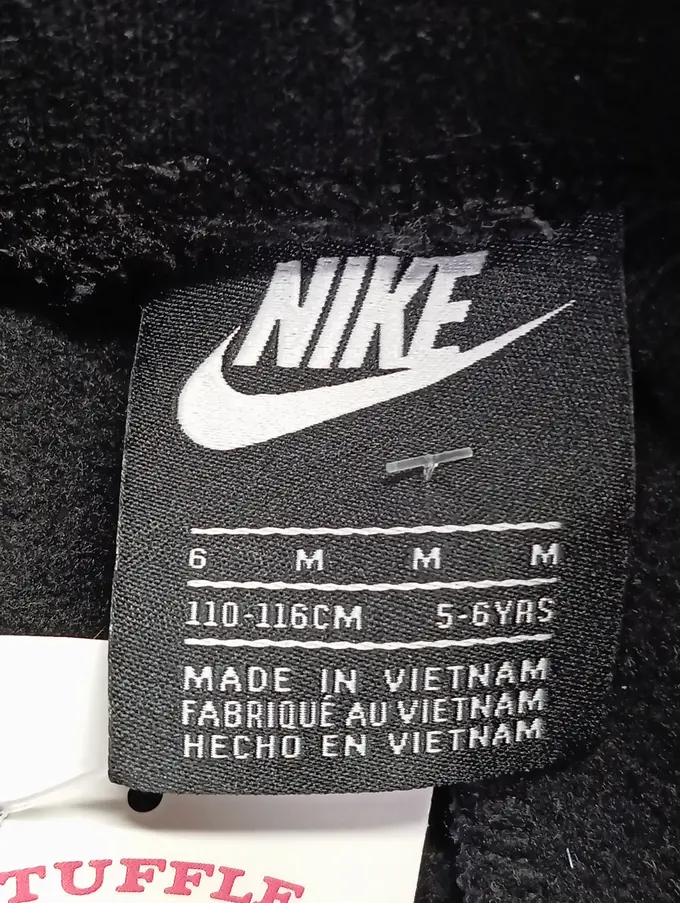 NIKE
6 M M M
110-116CM 5-6YRS
MADE IN VIETNAM
FABRIQUÉ AU VIETNAM
HECHO EN VIETNAM
TUFFLE